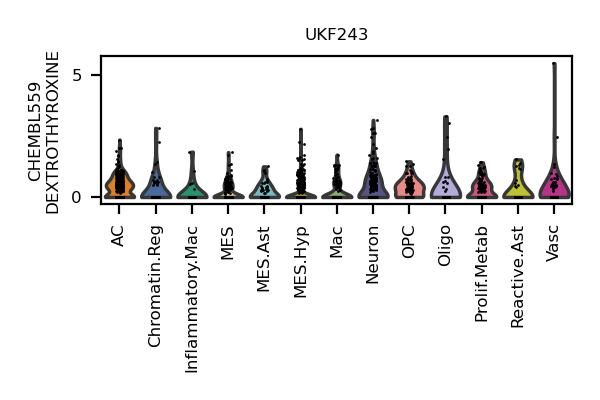 UKF243
CHEMBL559
DEXTROTHYROXINE
5
0
AC
Chromatin.Reg
Inflammatory.Mac
MES
MES.Ast
MES.Hyp
Mac
Neuron
OPC
Oligo
Prolif.Metab
Reactive.Ast
Vasc